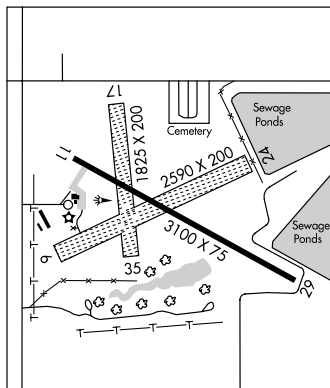 17
1825 X 200
Cemetery
Sewage
Ponds
24
2590 X 200
11
3100 X 75
6
35
Sewage
Ponds
29